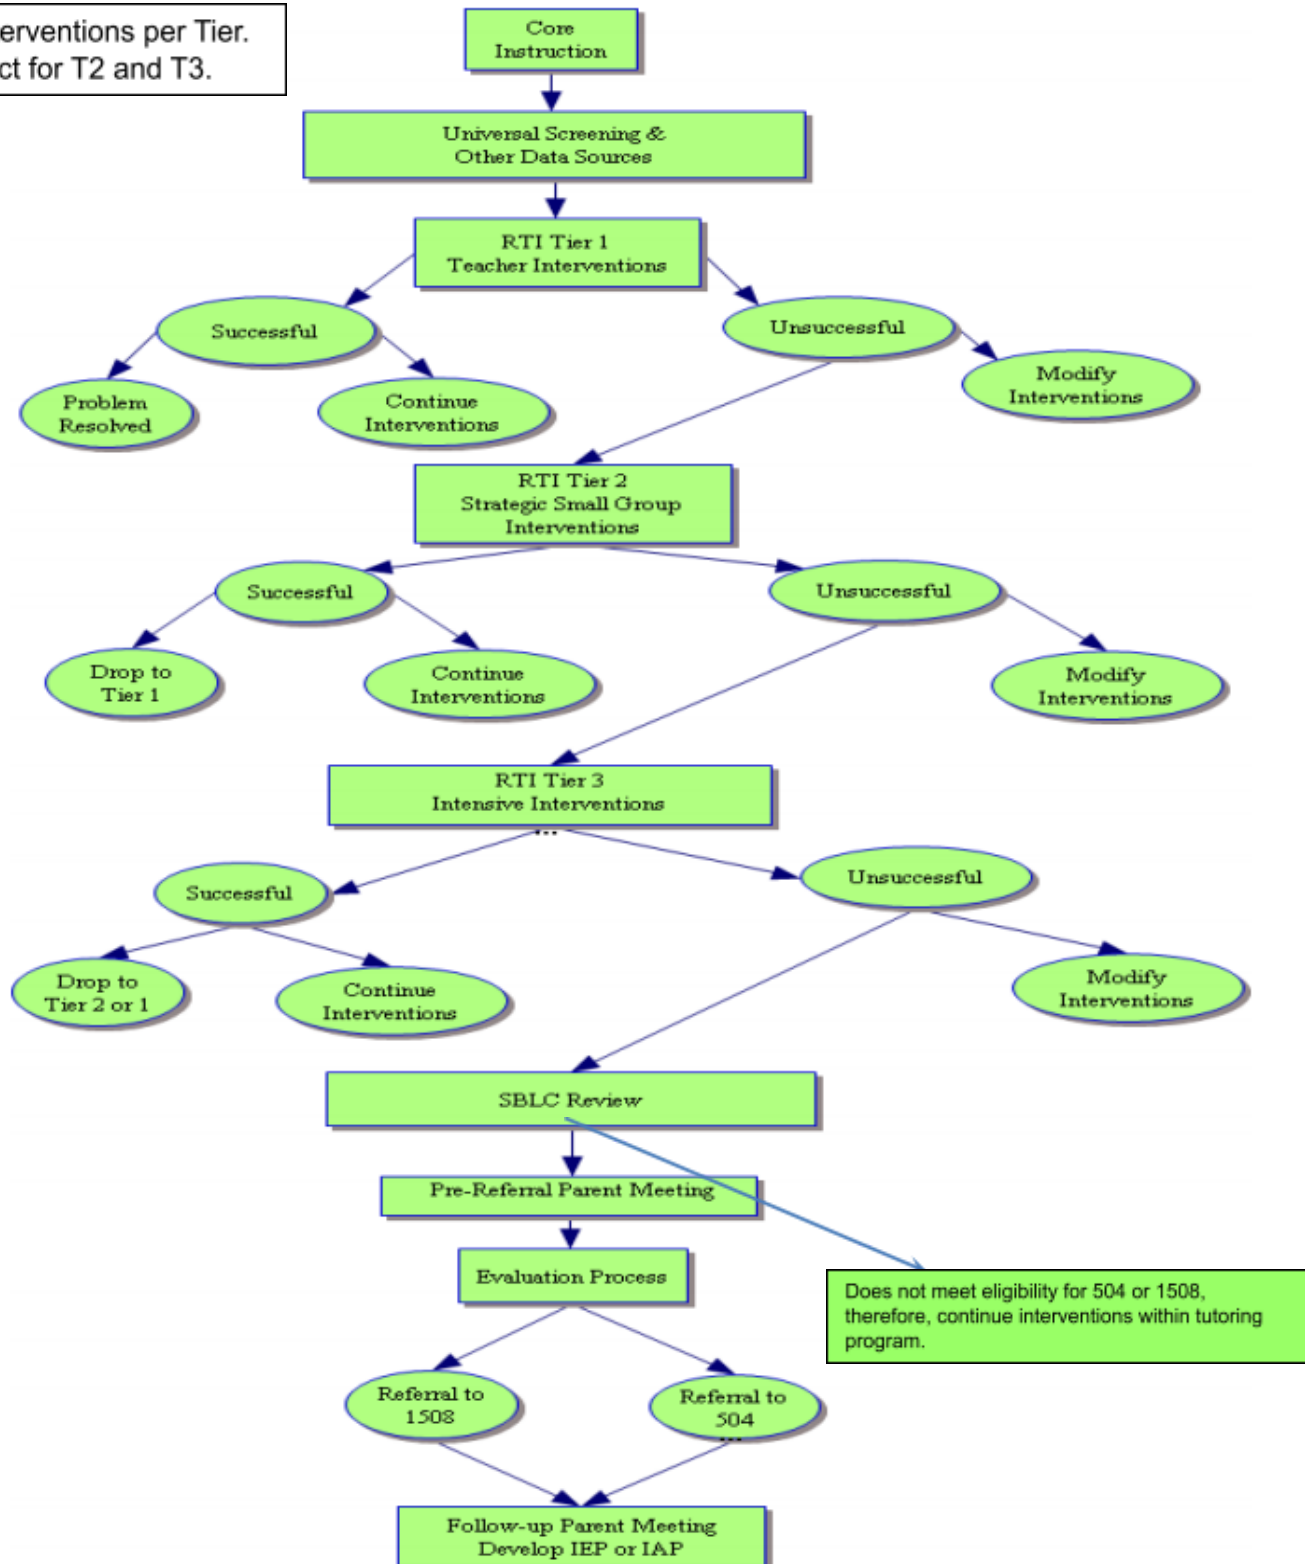 per Tier.
for T2 and T3.
Core
Instruction
Universal Screening &
Other Data Sources
RTI Tier 1
Teacher Interventions
Successful
Unsuccessful
Problem
Resolved
Continue
Interventions
Modify
Interventions
RTI Tier 2
Strategic Small Group
Interventions
Successful
Unsuccessful
Drop to
Tier 1
Continue
Interventions
Modify
Interventions
RTI Tier 3
Intensive Interventions
...
Successful
Unsuccessful
Drop to
Tier 2 or 1
Continue
Interventions
Modify
Interventions
SBLC Review
Pre-Referral Parent Meeting
Evaluation Process
Does not meet eligibility for 504 or 1508,
therefore, continue interventions within tutoring
program.
Referral to
1508
Referral to
504
...
Follow-up Parent Meeting
Develop IEP or IAP